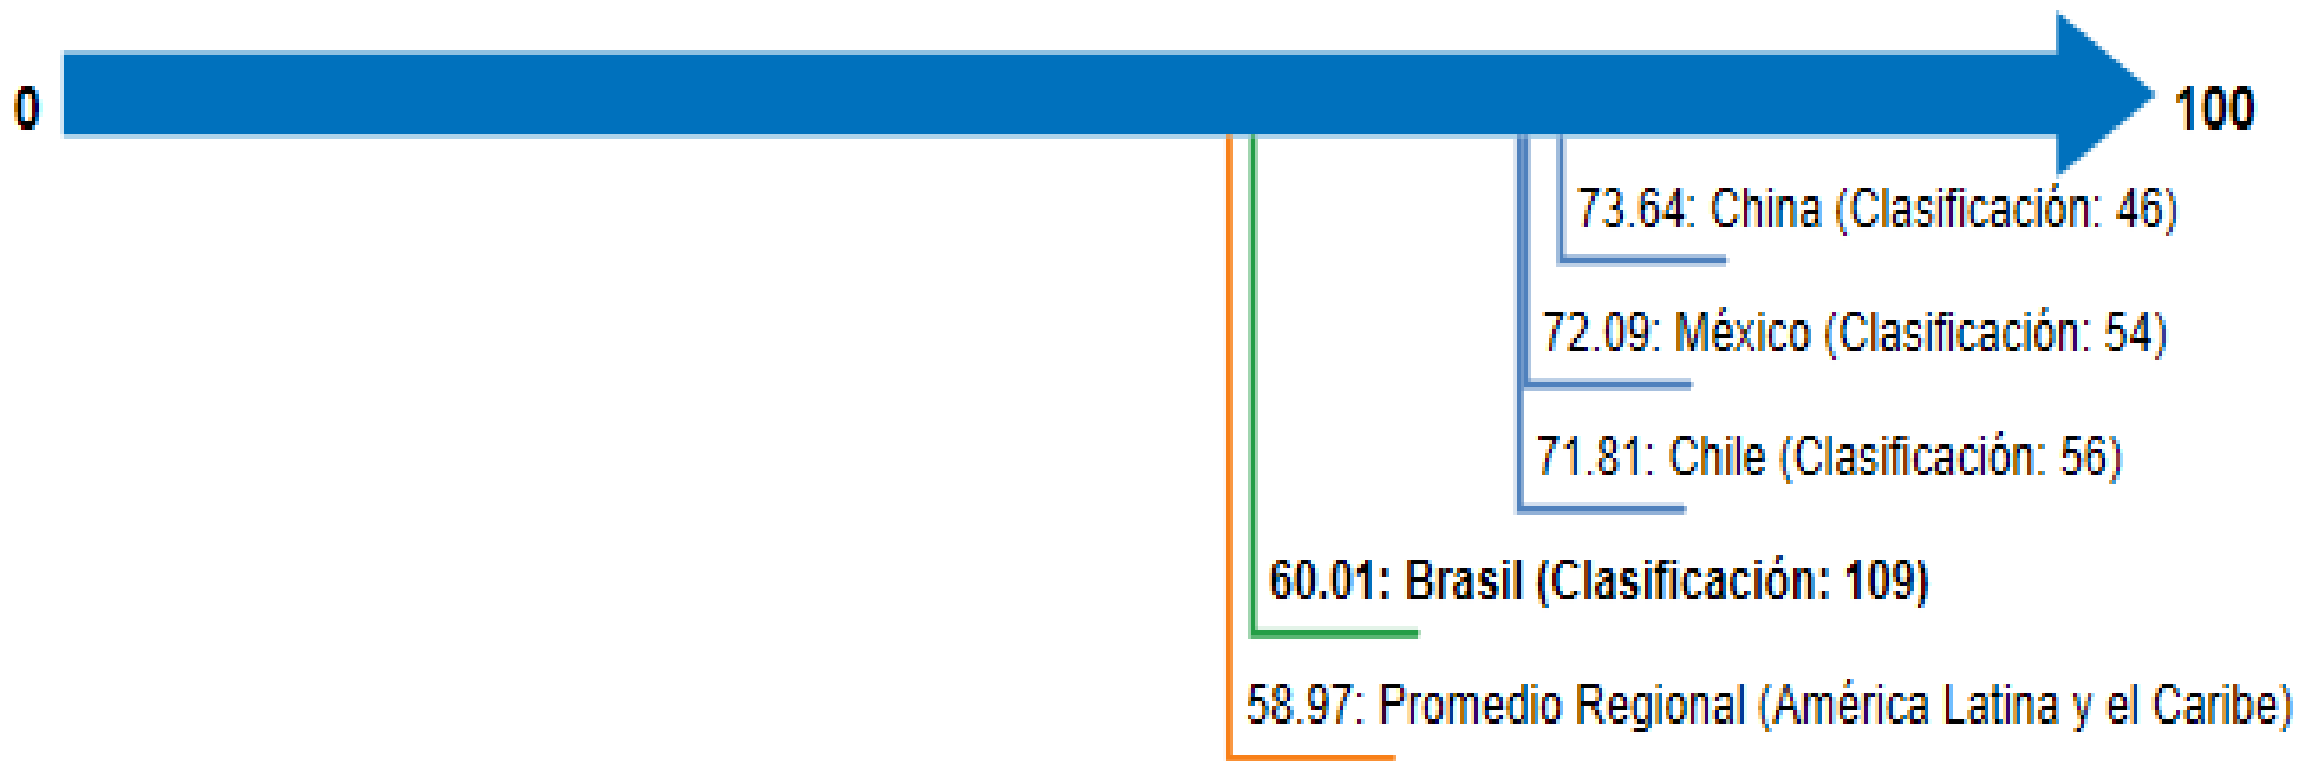 0
100
73.64: China (Clasificación: 46)
72.09: México (Clasificación: 54)
71.81: Chile (Clasificación: 56)
60.01: Brasil (Clasificación: 109)
58.97: Promedio Regional (América Latina y el Caribe)